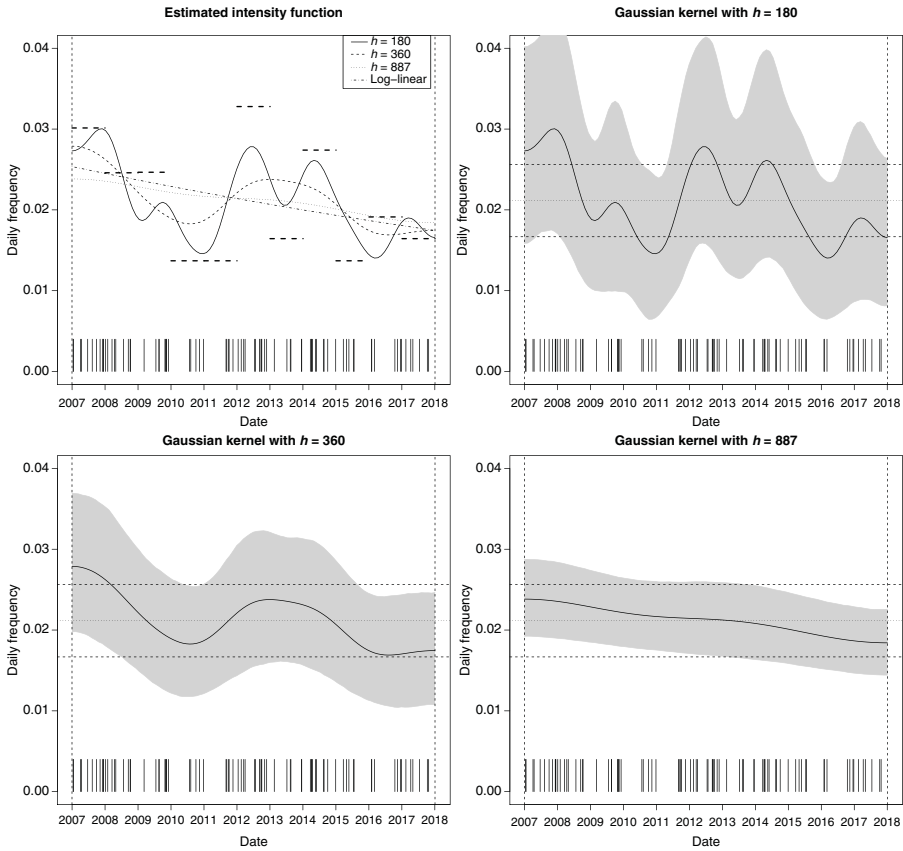 Estimated intensity function
h = 180
h = 360
h = 887
Log−linear
0.04
0.03
0.02
0.01
0.00
Daily frequency
2007 2008 2009 2010 2011 2012 2013 2014 2015 2016 2017 2018
Date
Gaussian kernel with h = 180
0.04
0.03
0.02
0.01
0.00
Daily frequency
2007 2008 2009 2010 2011 2012 2013 2014 2015 2016 2017 2018
Date
Gaussian kernel with h = 360
0.04
0.03
0.02
0.01
0.00
Daily frequency
2007 2008 2009 2010 2011 2012 2013 2014 2015 2016 2017 2018
Date
Gaussian kernel with h = 887
0.04
0.03
0.02
0.01
0.00
Daily frequency
2007 2008 2009 2010 2011 2012 2013 2014 2015 2016 2017 2018
Date